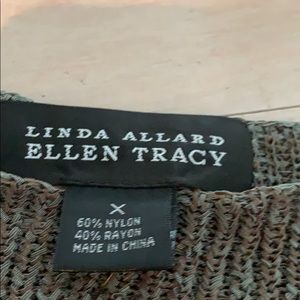 LINDA ALLARD
ELLEN TRACY
X
60% NYLON
40% RAYON
MADE IN CHINA